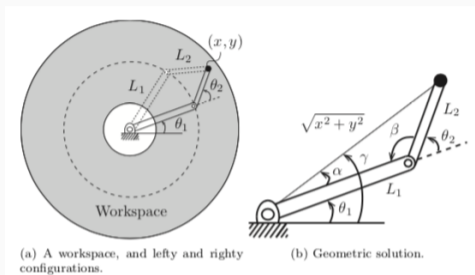 (x, y)
L₂
L₁
θ₂
θ₁
Workspace
√x² + y²
L₂
β
θ₂
γ
α
L₁
θ₁
(a) A workspace, and lefty and righty
configurations.
(b) Geometric solution.